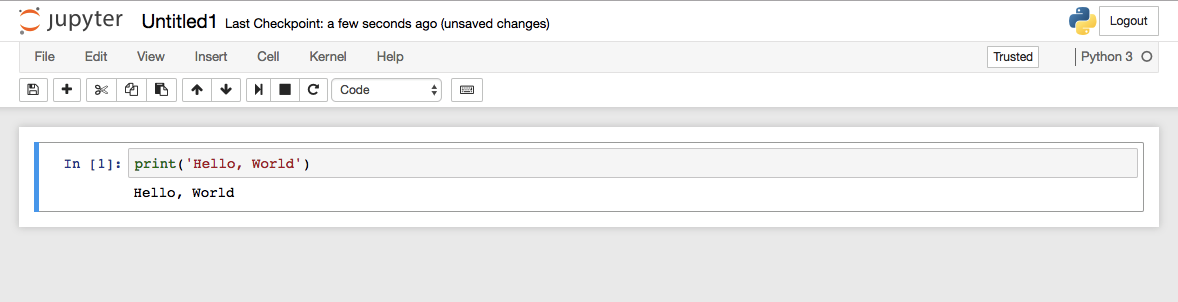 jupyter Untitled1 Last Checkpoint: a few seconds ago (unsaved changes) Logout
File Edit View Insert Cell Kernel Help Trusted Python 3
Code
In [1]: print('Hello, World')
Hello, World